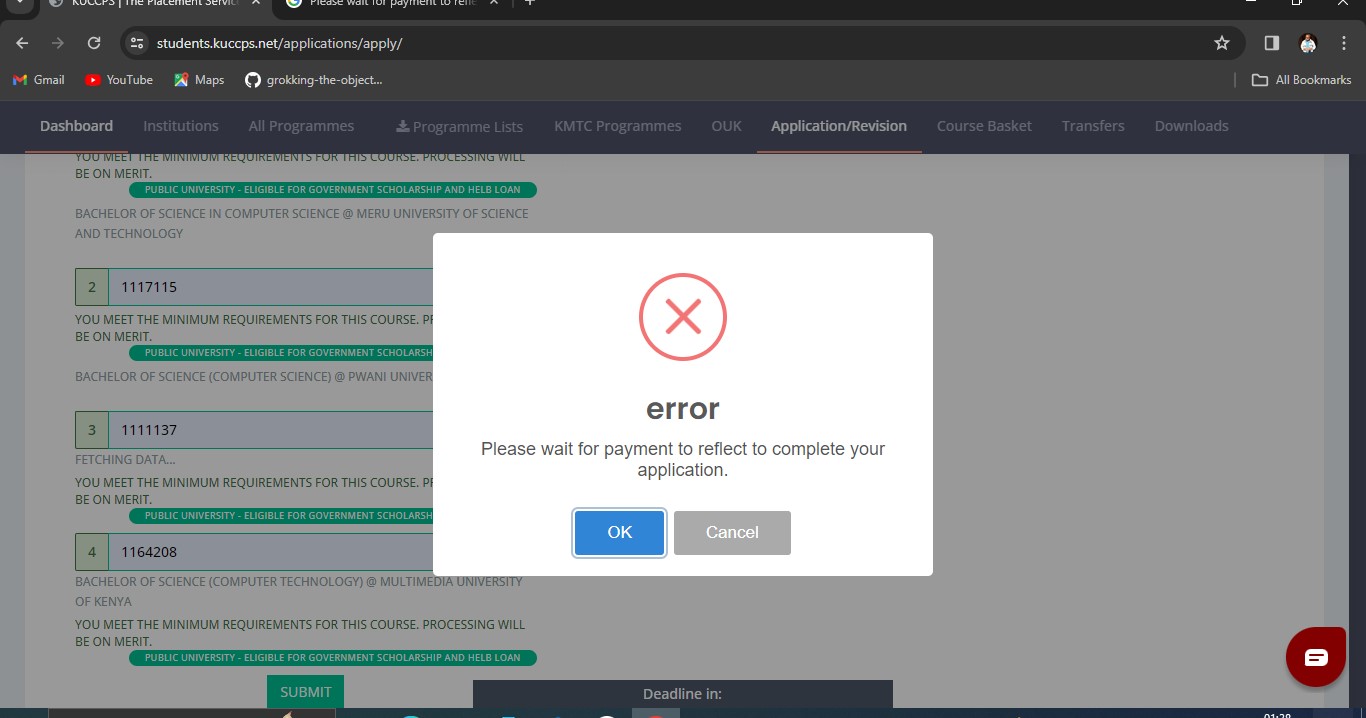 KUCCPS | The Placement Servic
Please wait for payment to refle
students.kuccps.net/applications/apply/
Gmail YouTube Maps grokking-the-object... All Bookmarks
Dashboard Institutions All Programmes Programme Lists KMTC Programmes OUK Application/Revision Course Basket Transfers Downloads
YOU MEET THE MINIMUM REQUIREMENTS FOR THIS COURSE. PROCESSING WILL
BE ON MERIT.
PUBLIC UNIVERSITY - ELIGIBLE FOR GOVERNMENT SCHOLARSHIP AND HELB LOAN
BACHELOR OF SCIENCE IN COMPUTER SCIENCE @ MERU UNIVERSITY OF SCIENCE
AND TECHNOLOGY
2 1117115
YOU MEET THE MINIMUM REQUIREMENTS FOR THIS COURSE. PR
BE ON MERIT.
PUBLIC UNIVERSITY - ELIGIBLE FOR GOVERNMENT SCHOLARSH
BACHELOR OF SCIENCE (COMPUTER SCIENCE) @ PWANI UNIVER
3 1111137
FETCHING DATA...
YOU MEET THE MINIMUM REQUIREMENTS FOR THIS COURSE. PR
BE ON MERIT.
PUBLIC UNIVERSITY - ELIGIBLE FOR GOVERNMENT SCHOLARSH
4 1164208
BACHELOR OF SCIENCE (COMPUTER TECHNOLOGY) @ MULTIMEDIA UNIVERSITY
OF KENYA
YOU MEET THE MINIMUM REQUIREMENTS FOR THIS COURSE. PROCESSING WILL
BE ON MERIT.
PUBLIC UNIVERSITY - ELIGIBLE FOR GOVERNMENT SCHOLARSHIP AND HELB LOAN
SUBMIT
Deadline in:
error
Please wait for payment to reflect to complete your
application.
OK Cancel